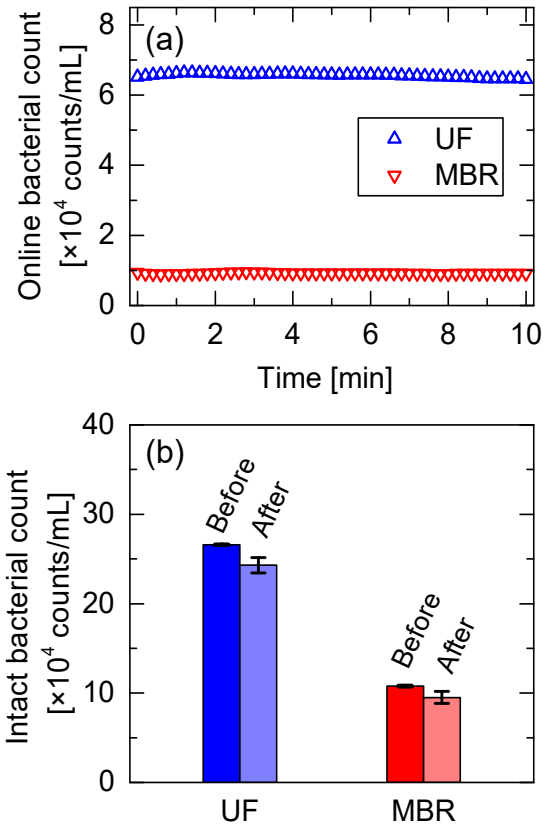 (a)
Online bacterial count
[×10⁴ counts/mL]
8
6
4
2
0
UF
MBR
0 2 4 6 8 10
Time [min]
(b)
Intact bacterial count
[×10⁴ counts/mL]
40
30
20
10
0
Before
After
Before
After
UF MBR